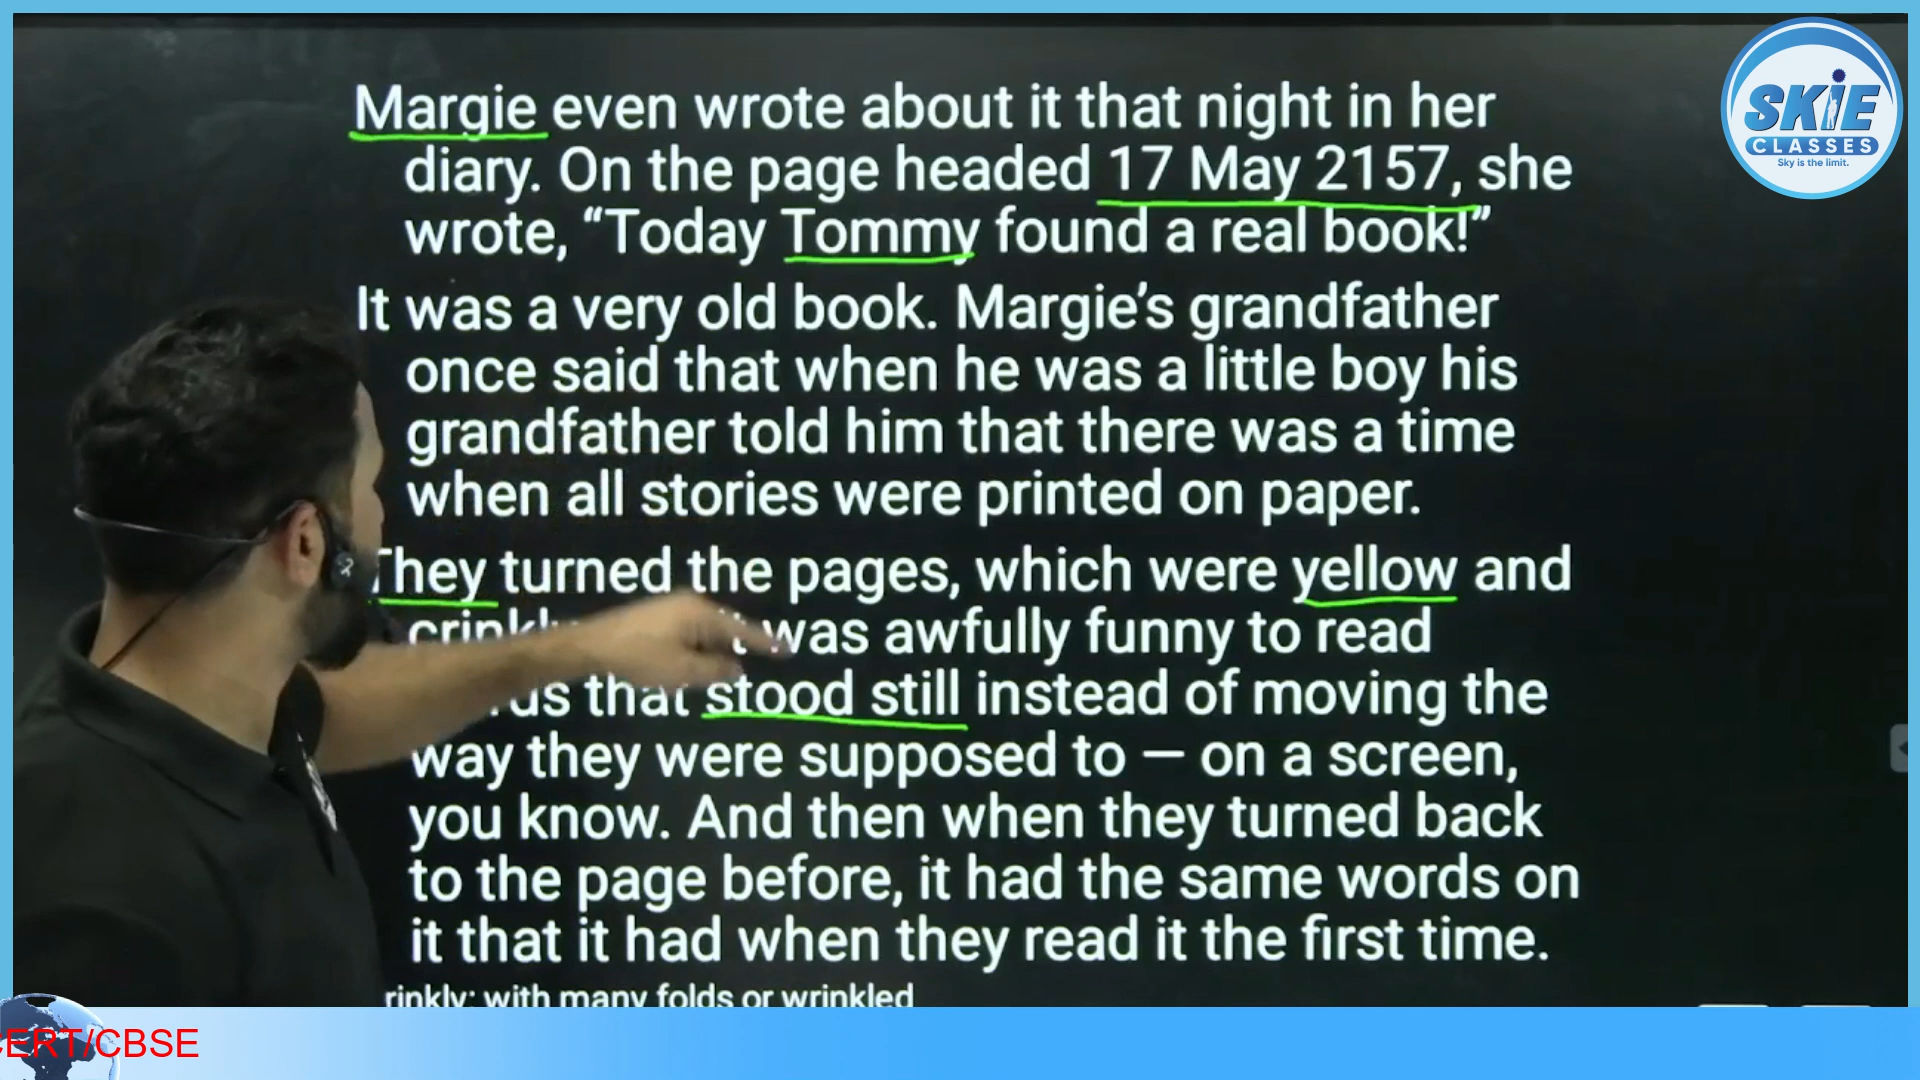 Margie even wrote about it that night in her
diary. On the page headed 17 May 2157, she
wrote, “Today Tommy found a real book!”
It was a very old book. Margie’s grandfather
once said that when he was a little boy his
grandfather told him that there was a time
when all stories were printed on paper.
They turned the pages, which were yellow and
was awfully funny to read
that stood still instead of moving the
way they were supposed to — on a screen,
you know. And then when they turned back
to the page before, it had the same words on
it that it had when they read it the first time.
rinkly: with many folds or wrinkled
SKIE
CLASSES
Sky is the limit.
CERT/CBSE